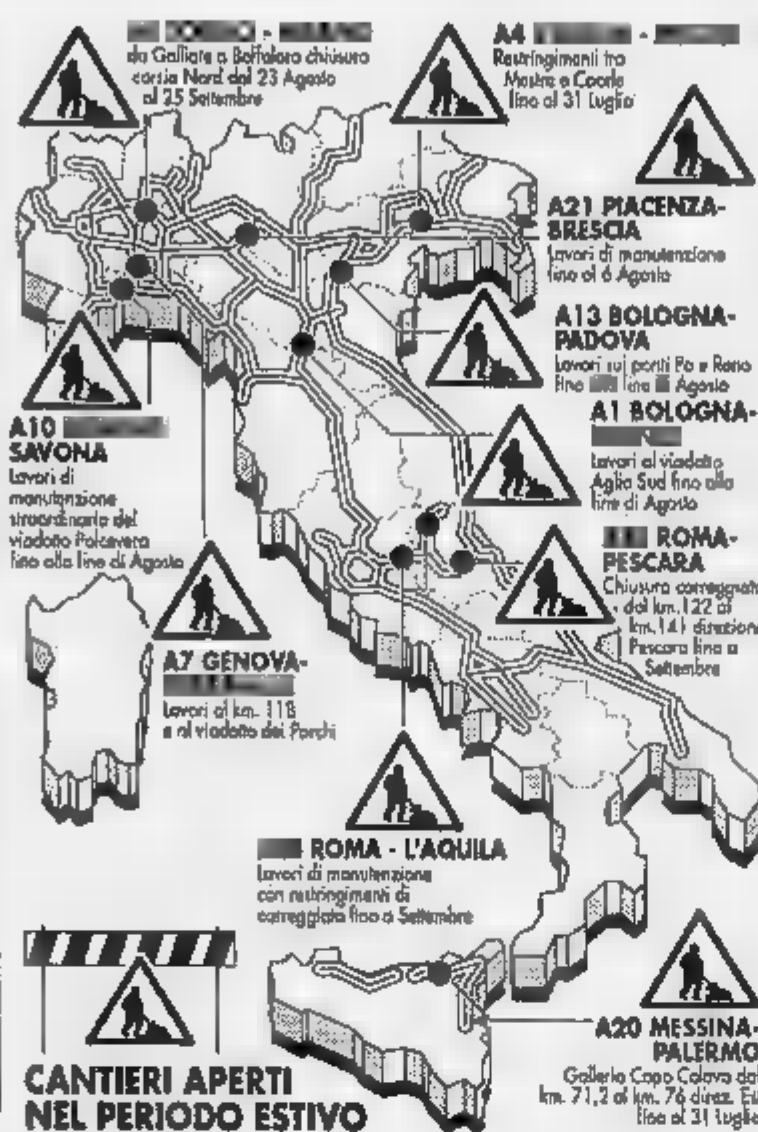 da Galliate a Boffalora chiusura
corsia Nord dal 23 Agosto
al 25 Settembre
A4 -
Restringimenti tra
Mestre e Caorle
fino al 31 Luglio
A21 PIACENZA-
BRESCIA
Lavori di manutenzione
fino al 6 Agosto
A13 BOLOGNA-
PADOVA
Lavori sui ponti Po e Reno
fino fine Agosto
A1 BOLOGNA-
Lavori al viadotto
Aglio Sud fino alla
fine di Agosto
ROMA-
PESCARA
Chiusura carreggiata
dal km. 122 al
km. 141 direzione
Pescara fino a
Settembre
A10
SAVONA
Lavori di
manutenzione
straordinaria del
viadotto Polcevera
fino alla fine di Agosto
A7 GENOVA-
Lavori al km. 118
e al viadotto dei Parchi
ROMA - L'AQUILA
Lavori di manutenzione
con restringimenti di
carreggiata fino a Settembre
A20 MESSINA-
PALERMO
Galleria Capo Calavà dal
km. 71,2 al km. 76 direz. Est
fino al 31 Luglio
CANTIERI APERTI
NEL PERIODO ESTIVO